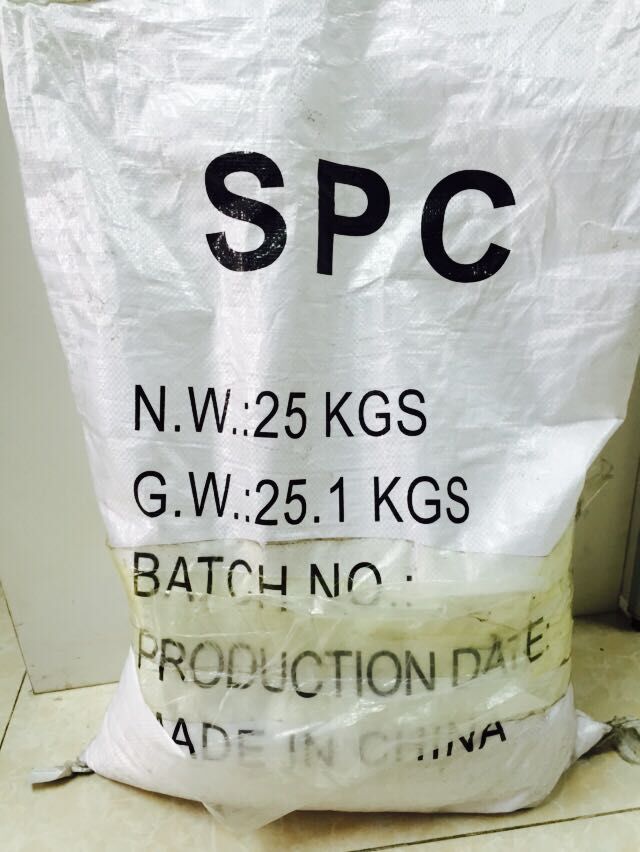 SPC
N.W.:25 KGS
G.W.:25.1 KGS
BATCH NO.:
PRODUCTION DATE:
MADE IN CHINA